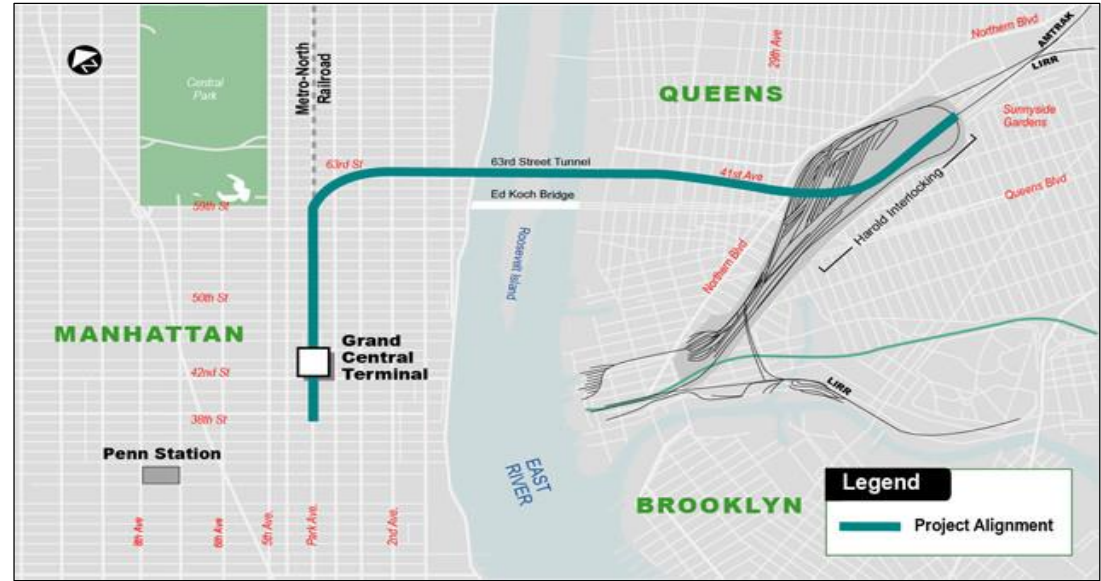 N
Central
Park
Metro-North
Railroad
29th Ave
Northern Blvd
AMTRAK
LIRR
QUEENS
Sunnyside
Gardens
63rd St
63rd Street Tunnel
41st Ave
Queens Blvd
59th St
Ed Koch Bridge
Harold Interlocking
Roosevelt Island
Northern Blvd
50th St
MANHATTAN
Grand
Central
Terminal
42nd St
LIRR
38th St
Penn Station
EAST
RIVER
BROOKLYN
Legend
Project Alignment
8th Ave
6th Ave
5th Ave.
Park Ave.
2nd Ave.